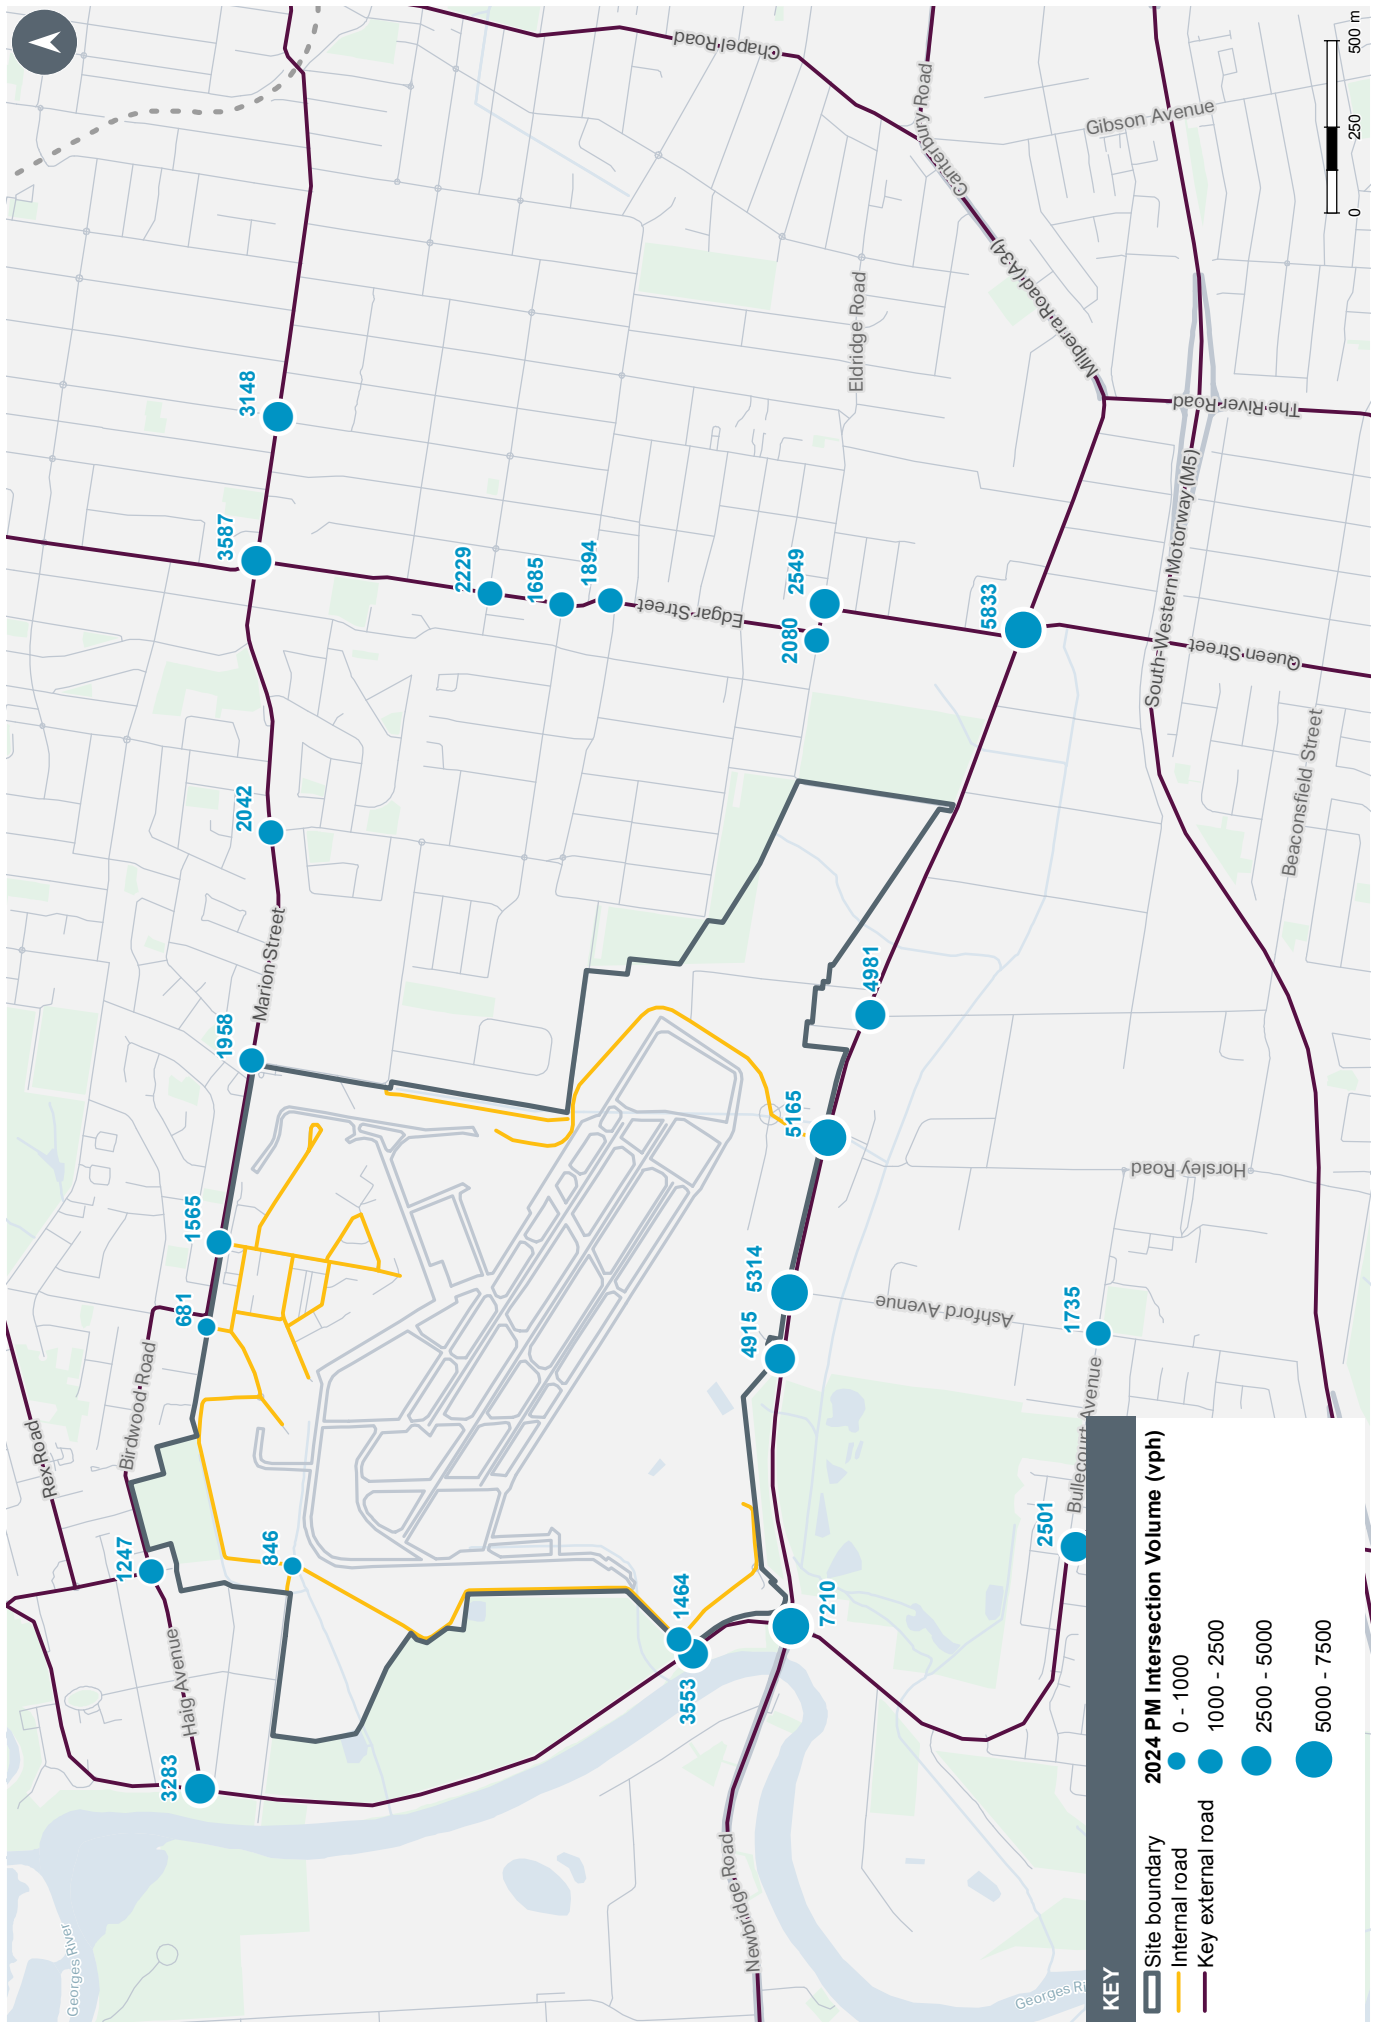 Chapel Road
Canterbury Road
Canterbury
Gibson Avenue
Milperra Road (A34)
Eldridge Road
The River Road
South-Western Motorway (M5)
Queen Street
Beaconsfield Street
Edgar Street
Marion Street
Horsley Road
Ashford Avenue
Bullecourt Avenue
Birdwood Road
Rex Road
Haig Avenue
Newbridge Road
Georges River
Georges Ri
3148
3587
2229
1685
1894
2549
2080
5833
2042
1958
4981
5165
1565
681
5314
4915
1735
2501
1247
846
1464
3553
7210
3283
0
250
500 m
KEY
Site boundary
Internal road
Key external road
2024 PM Intersection Volume (vph)
0 - 1000
1000 - 2500
2500 - 5000
5000 - 7500